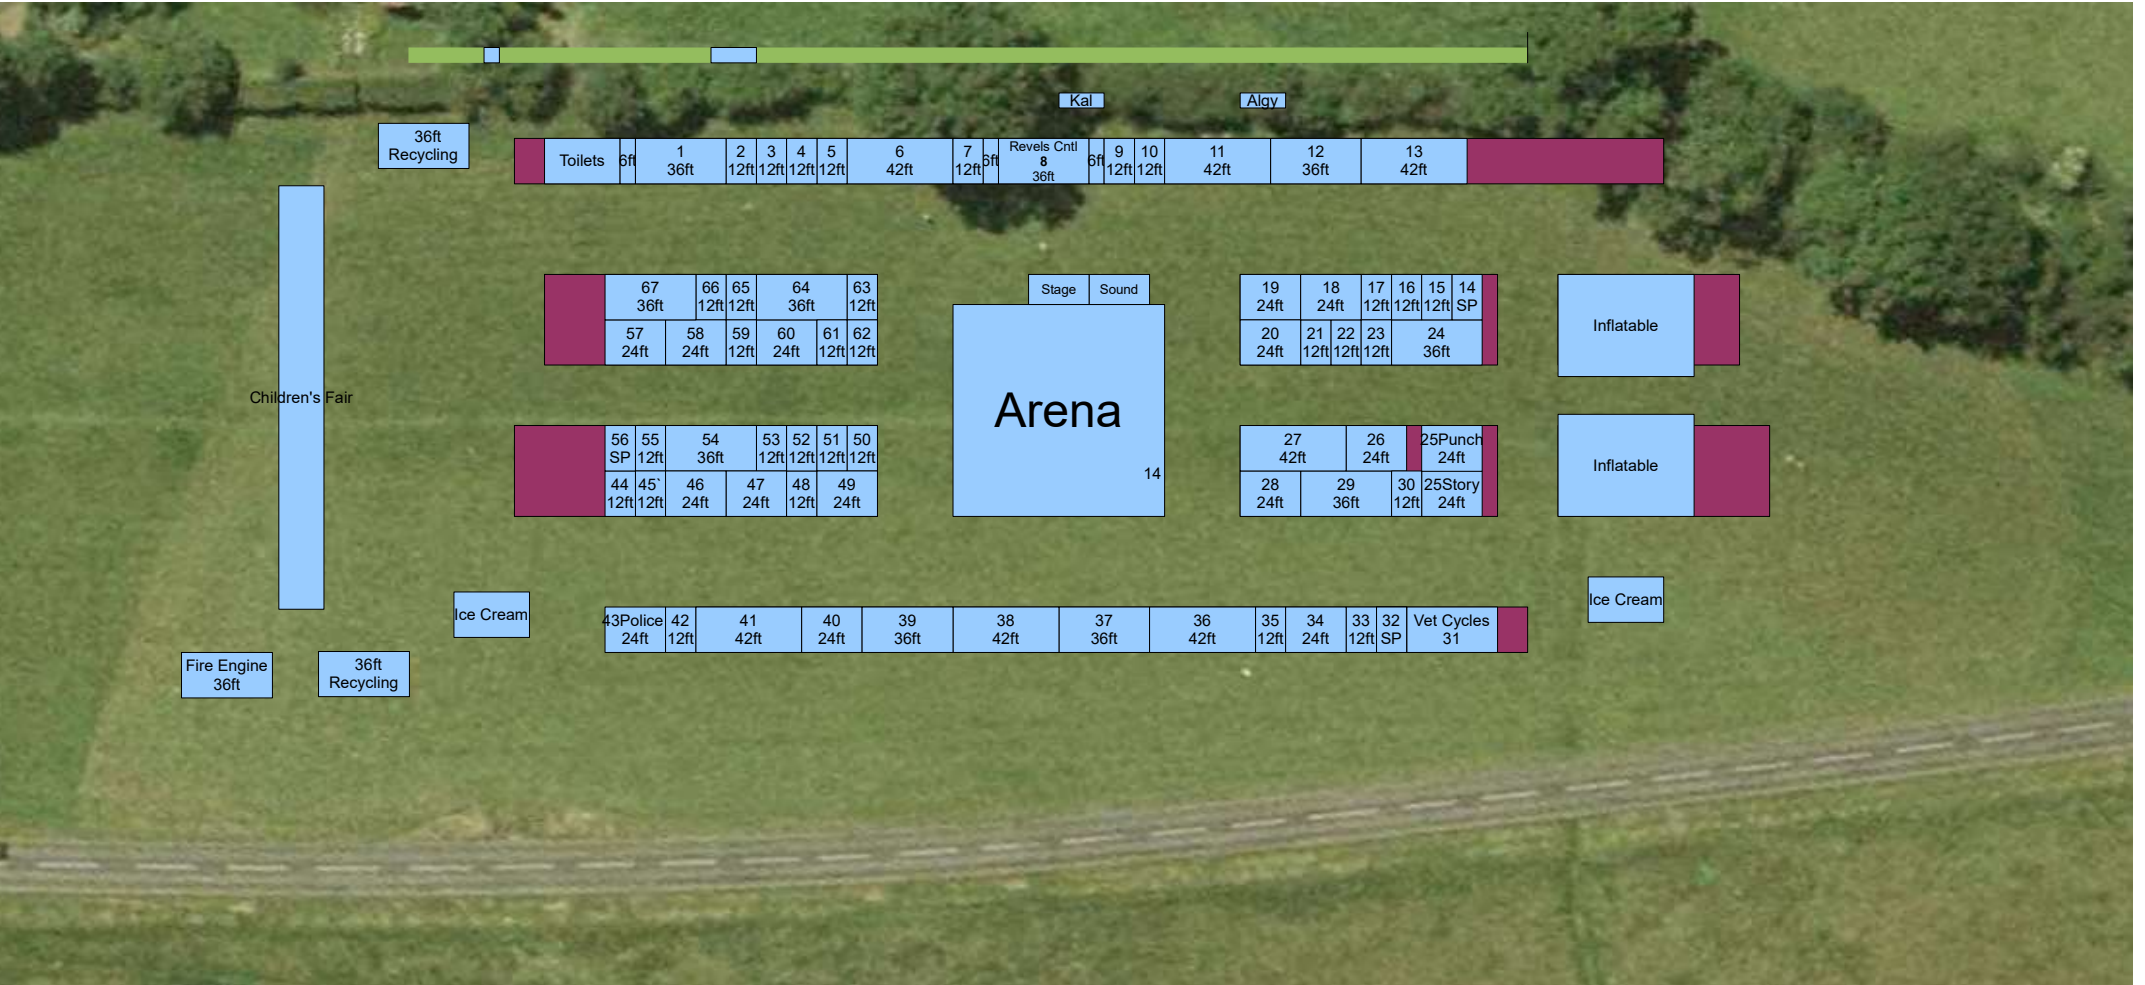 Kal
Algy
36ft
Recycling
Toilets
6ft
1
36ft
2
12ft
3
12ft
4
12ft
5
12ft
6
42ft
7
12ft
6ft
Revels Cntl
8
36ft
6ft
9
12ft
10
12ft
11
42ft
12
36ft
13
42ft
67
36ft
66
12ft
65
12ft
64
36ft
63
12ft
Stage
Sound
19
24ft
18
24ft
17
12ft
16
12ft
15
12ft
14
SP
57
24ft
58
24ft
59
12ft
60
24ft
61
12ft
62
12ft
20
24ft
21
12ft
22
12ft
23
12ft
24
36ft
Inflatable
Children's Fair
Arena
14
56
SP
55
12ft
54
36ft
53
12ft
52
12ft
51
12ft
50
12ft
27
42ft
26
24ft
25Punch
24ft
Inflatable
44
12ft
45`
12ft
46
24ft
47
24ft
48
12ft
49
24ft
28
24ft
29
36ft
30
12ft
25Story
24ft
Ice Cream
Ice Cream
43Police
24ft
42
12ft
41
42ft
40
24ft
39
36ft
38
42ft
37
36ft
36
42ft
35
12ft
34
24ft
33
12ft
32
SP
Vet Cycles
31
Fire Engine
36ft
36ft
Recycling